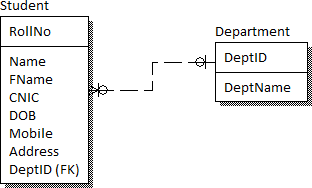 Student
RollNo
Name
FName
CNIC
DOB
Mobile
Address
DeptID (FK)
Department
DeptID
DeptName